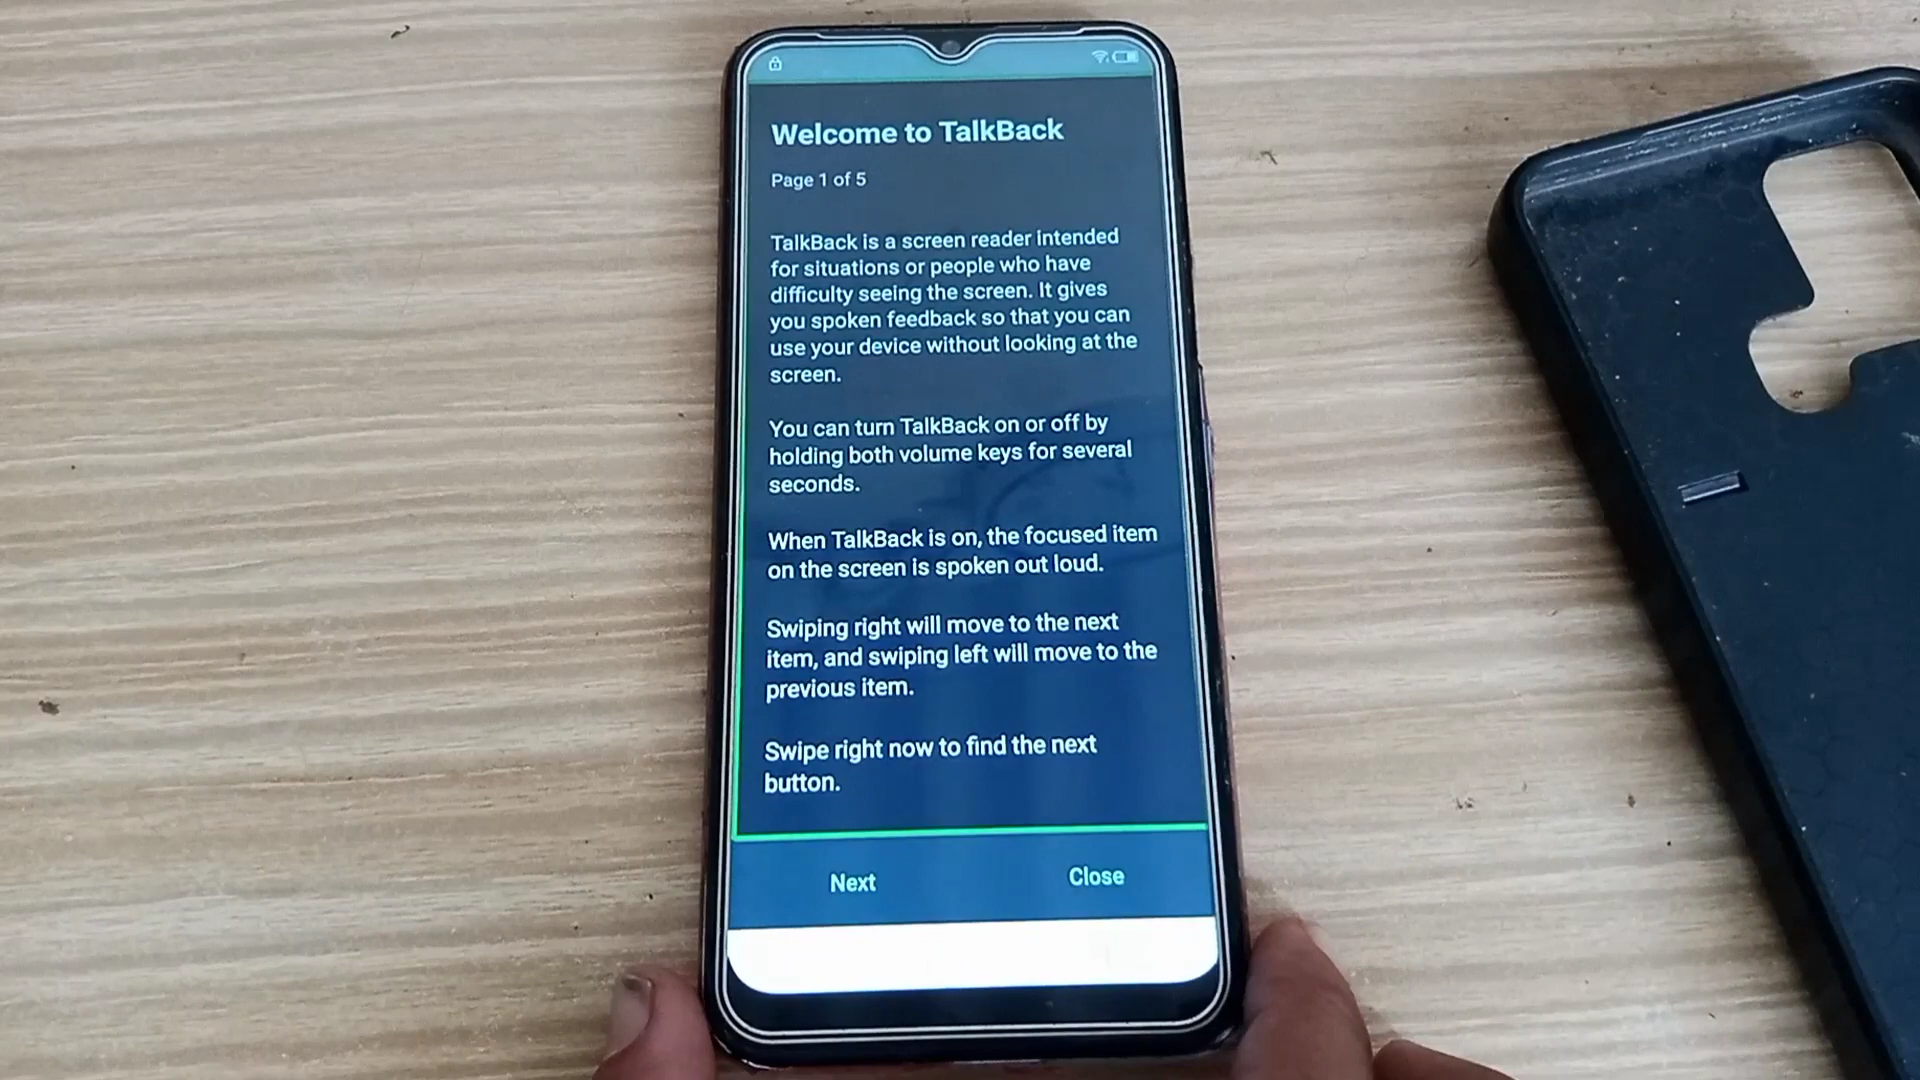 Welcome to TalkBack
Page 1 of 5
TalkBack is a screen reader intended
for situations or people who have
difficulty seeing the screen. It gives
you spoken feedback so that you can
use your device without looking at the
screen.
You can turn TalkBack on or off by
holding both volume keys for several
seconds.
When TalkBack is on, the focused item
on the screen is spoken out loud.
Swiping right will move to the next
item, and swiping left will move to the
previous item.
Swipe right now to find the next
button.
Next
Close